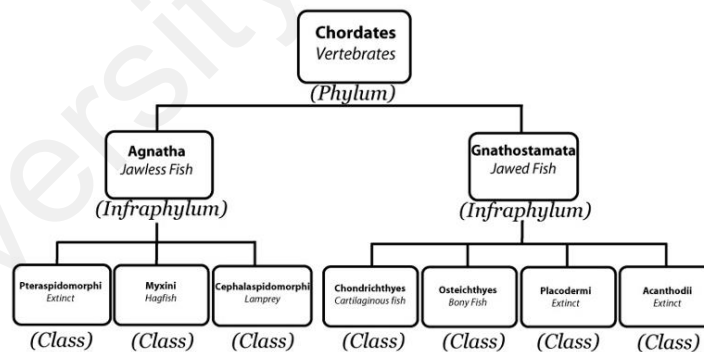 Chordates
Vertebrates
(Phylum)
Agnatha
Jawless Fish
(Infraphylum)
Gnathostamata
Jawed Fish
(Infraphylum)
Pteraspidomorphi
Extinct
(Class)
Myxini
Hagfish
(Class)
Cephalaspidomorphi
Lamprey
(Class)
Chondrichthyes
Cartilaginous fish
(Class)
Osteichthyes
Bony Fish
(Class)
Placodermi
Extinct
(Class)
Acanthodii
Extinct
(Class)
versity